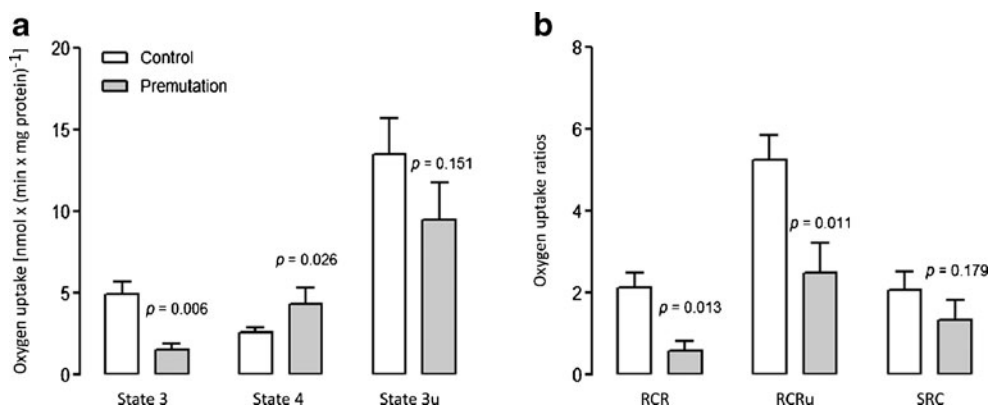 a
Oxygen uptake [nmol x (min x mg protein)⁻¹
20
15
10
5
0
Control
Premutation
p = 0.006
p = 0.026
p = 0.151
State 3
State 4
State 3u
b
Oxygen uptake ratios
8
6
4
2
0
p = 0.013
p = 0.011
p = 0.179
RCR
RCRu
SRC